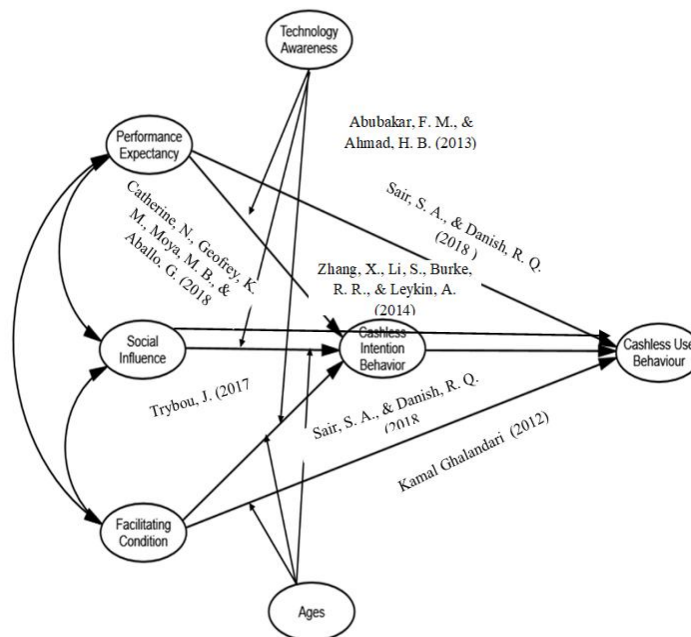 Technology
Awareness
Abubakar, F. M., &
Ahmad, H. B. (2013)
Performance
Expectancy
Sair, S. A., & Danish, R. Q.
(2018 )
Catherine, N., Geofrey, K.
M., Moya, M. B., &
Aballo, G. (2018
Zhang, X., Li, S., Burke,
R. R., & Leykin, A.
(2014)
Social
Influence
Cashless
Intention
Behavior
Cashless Use
Behaviour
Trybou, J. (2017
Sair, S. A., & Danish, R. Q.
(2018
Kamal Ghalandari (2012)
Facilitating
Condition
Ages